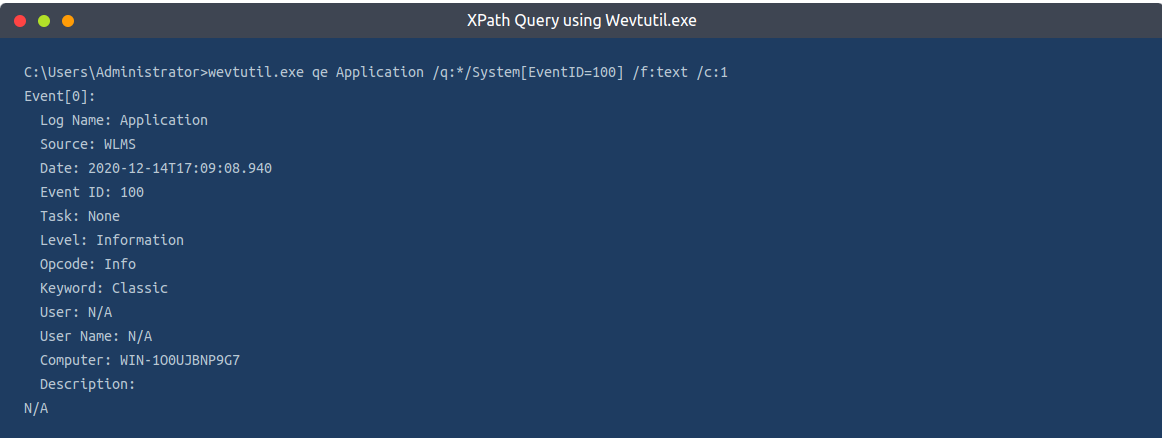 XPath Query using Wevtutil.exe
C:\Users\Administrator>wevtutil.exe qe Application /q:*/System[EventID=100] /f:text /c:1
Event[0]:
  Log Name: Application
  Source: WLMS
  Date: 2020-12-14T17:09:08.940
  Event ID: 100
  Task: None
  Level: Information
  Opcode: Info
  Keyword: Classic
  User: N/A
  User Name: N/A
  Computer: WIN-1O0UJBNP9G7
  Description:
N/A